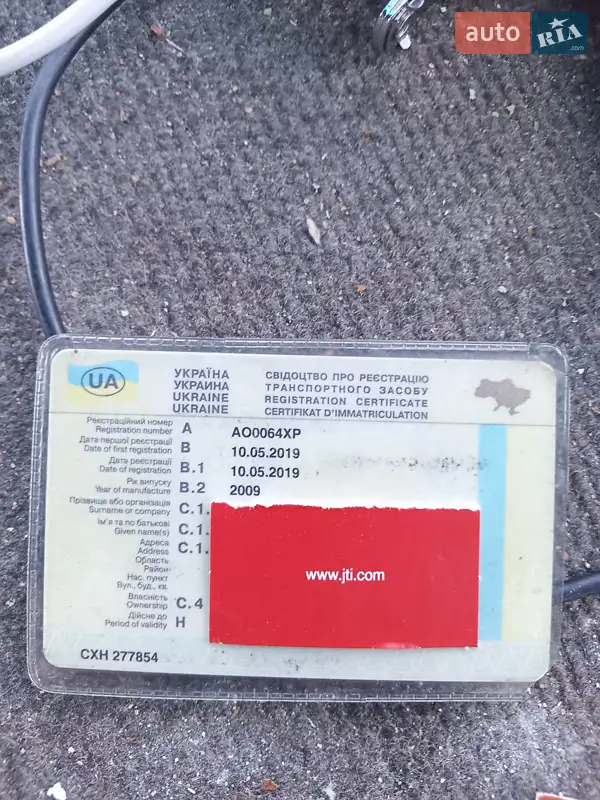 auto RIA .com
UA
УКРАЇНА
УКРАИНА
UKRAINE
UKRAINE
СВІДОЦТВО ПРО РЕЄСТРАЦІЮ
ТРАНСПОРТНОГО ЗАСОБУ
REGISTRATION CERTIFICATE
CERTIFIKAT D'IMMATRICULATION
Реєстраційний номер
Registration number A AO0064XP
Дата першої реєстрації
Date of first registration B 10.05.2019
Дата реєстрації
Date of registration B.1 10.05.2019
Рік випуску
Year of manufacture B.2 2009
Прізвище або організація
Surname or company C.1.
Ім'я та по батькові
Given name(s) C.1.
Адреса
Address C.1.
Область
Район
Нас. пункт
Вул., буд., кв.
Власність
Ownership C.4
Дійсне до
Period of validity H
www.jti.com
СХН 277854